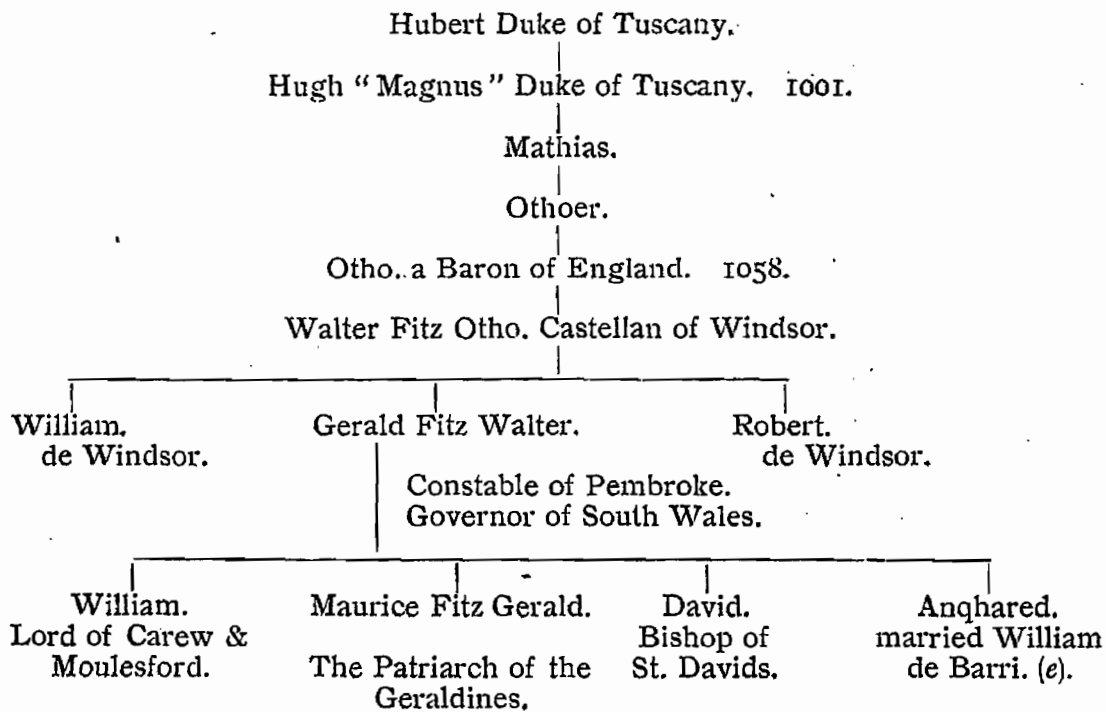 Hubert Duke of Tuscany.
Hugh "Magnus" Duke of Tuscany. 1001.
Mathias.
Othoer.
Otho. a Baron of England. 1058.
Walter Fitz Otho. Castellan of Windsor.
William.
de Windsor.
Gerald Fitz Walter.
Constable of Pembroke.
Governor of South Wales.
Robert.
de Windsor.
William.
Lord of Carew &
Moulesford.
Maurice Fitz Gerald.
The Patriarch of the
Geraldines.
David.
Bishop of
St. Davids.
Anqhared.
married William
de Barri. (e).